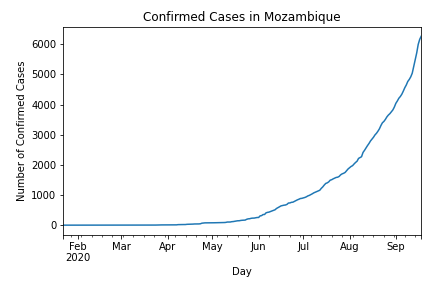 Confirmed Cases in Mozambique
Number of Confirmed Cases
6000
5000
4000
3000
2000
1000
0
Feb Mar Apr May Jun Jul Aug Sep
2020
Day